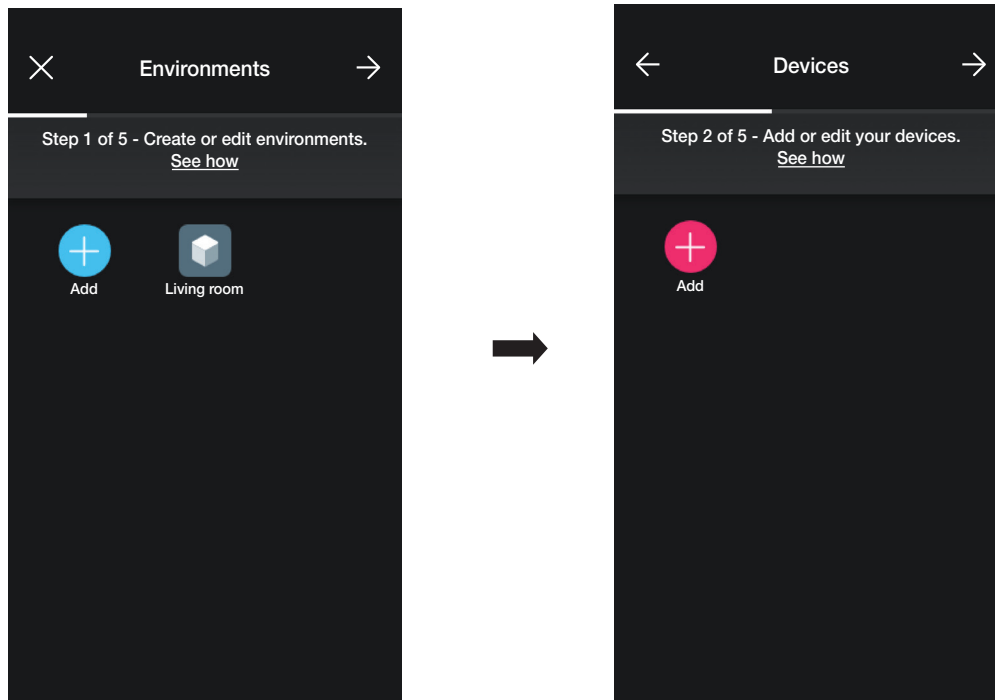 Environments
Step 1 of 5 - Create or edit environments.
See how
Add
Living room
Devices
Step 2 of 5 - Add or edit your devices.
See how
Add